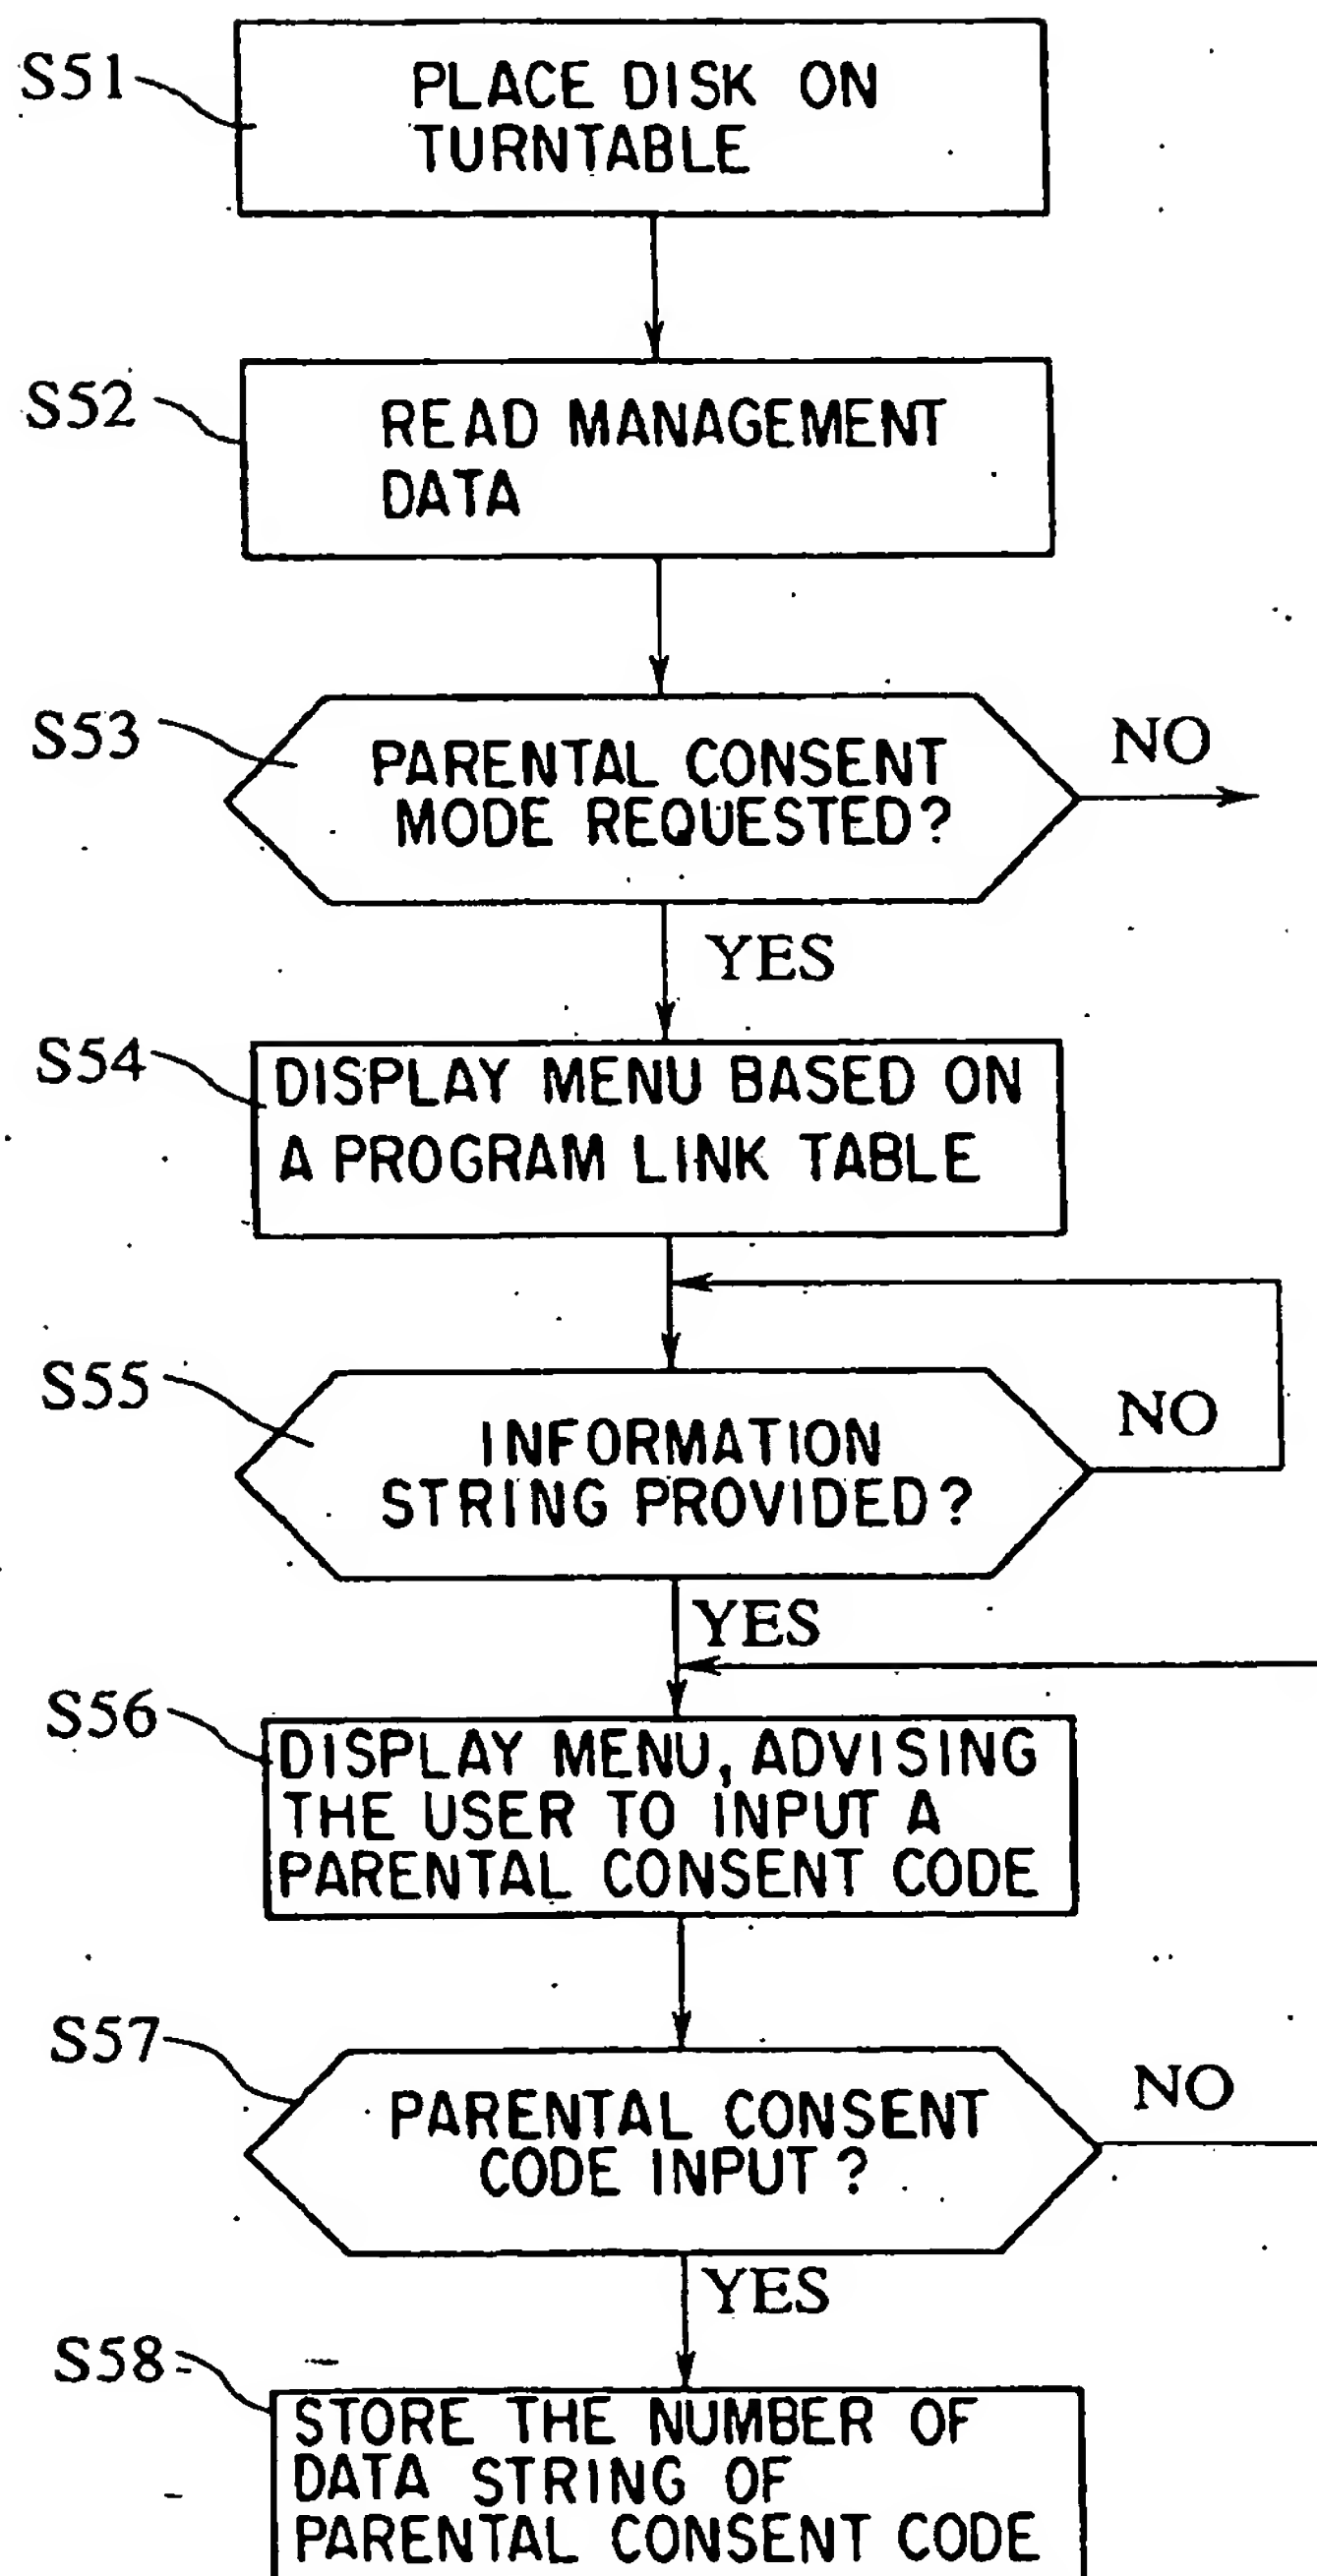 S51
PLACE DISK ON
TURNTABLE
S52
READ MANAGEMENT
DATA
S53
PARENTAL CONSENT
MODE REQUESTED?
NO
YES
S54
DISPLAY MENU BASED ON
A PROGRAM LINK TABLE
S55
INFORMATION
STRING PROVIDED?
NO
YES
S56
DISPLAY MENU, ADVISING
THE USER TO INPUT A
PARENTAL CONSENT CODE
S57
PARENTAL CONSENT
CODE INPUT?
NO
YES
S58
STORE THE NUMBER OF
DATA STRING OF
PARENTAL CONSENT CODE